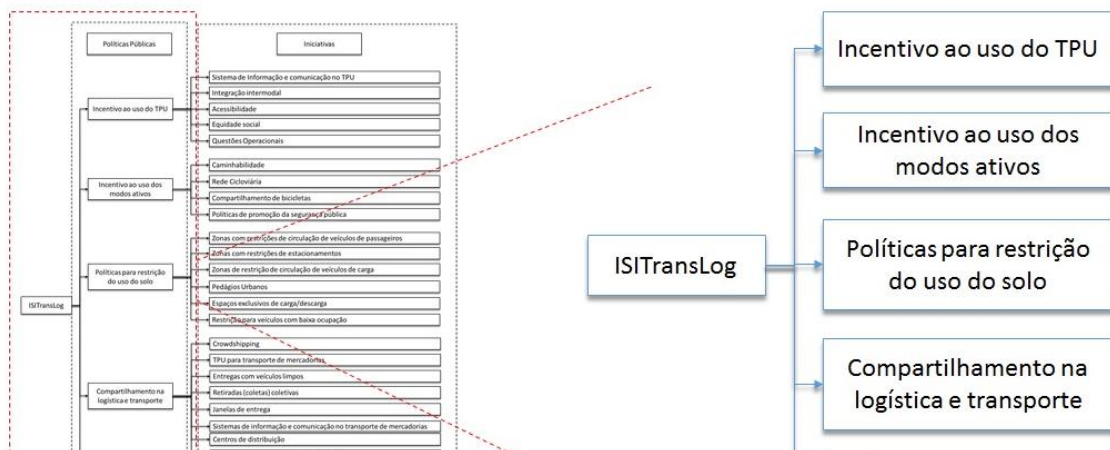 Políticas Públicas
Iniciativas
ISITransLog
Incentivo ao uso do TPU
Sistema de Informação e comunicação no TPU
Integração intermodal
Acessibilidade
Equidade social
Questões Operacionais
Incentivo ao uso dos
modos ativos
Caminhabilidade
Rede Cicloviária
Compartilhamento de bicicletas
Políticas de promoção da segurança pública
Políticas para restrição
do uso do solo
Zonas com restrições de circulação de veículos de passageiros
Zonas com restrições de estacionamentos
Zonas de restrição de circulação de veículos de carga
Pedágios Urbanos
Espaços exclusivos de carga/descarga
Restrição para veículos com baixa ocupação
Compartilhamento na
logística e transporte
Crowdshipping
TPU para transporte de mercadorias
Entregas com veículos limpos
Retiradas (coletas) coletivas
Janelas de entrega
Sistemas de informação e comunicação no transporte de mercadorias
Centros de distribuição
ISITransLog
Incentivo ao uso do TPU
Incentivo ao uso dos
modos ativos
Políticas para restrição
do uso do solo
Compartilhamento na
logística e transporte